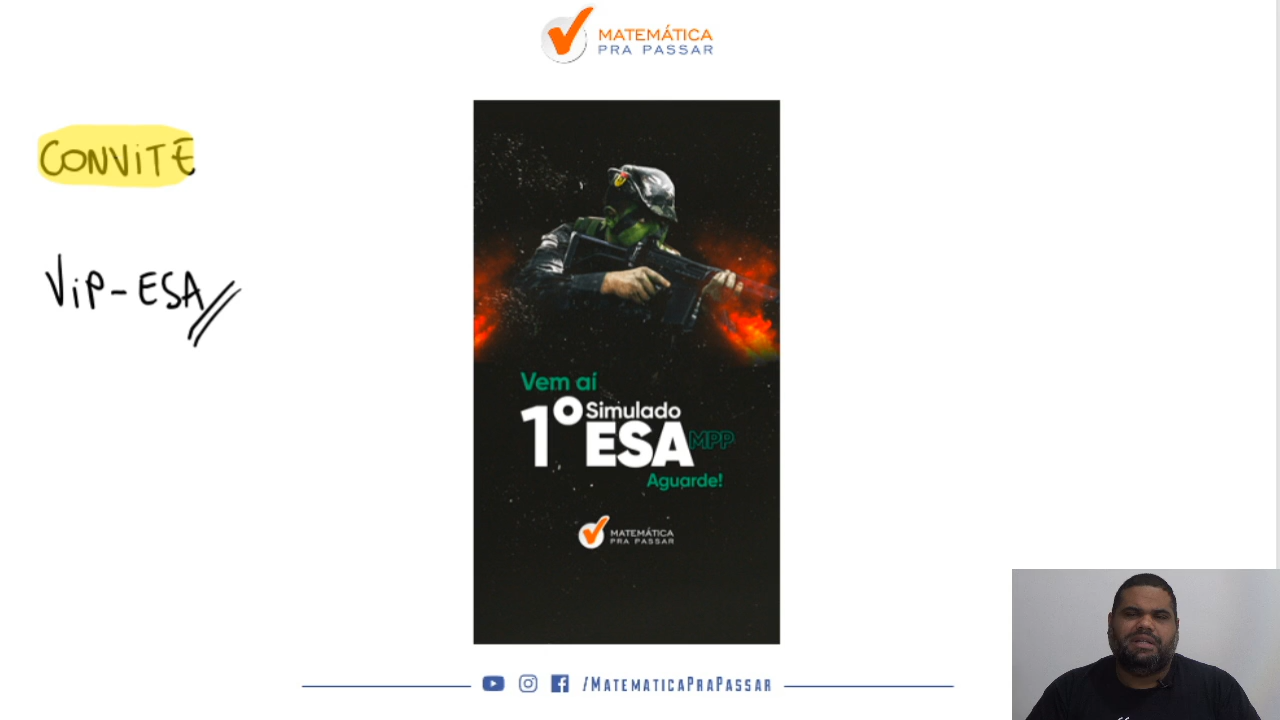 MATEMÁTICA
PRA PASSAR
CONVITE
ViP-ESA
Vem aí
1º Simulado
ESA MPP
Aguarde!
MATEMÁTICA
PRA PASSAR
/MATEMATICAPRAPASSAR